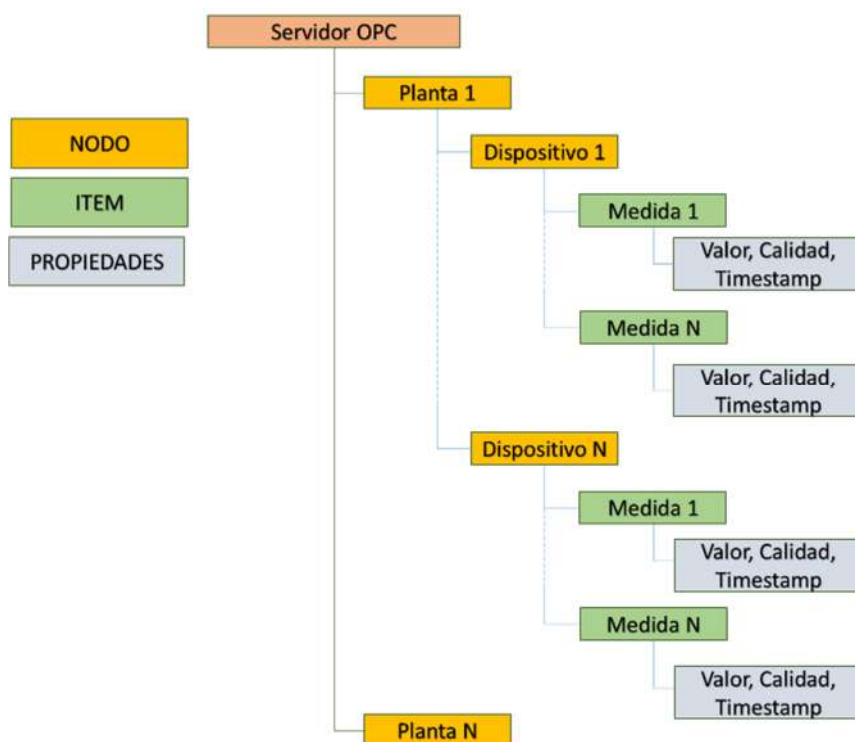 Servidor OPC
Planta 1
NODO
Dispositivo 1
ITEM
Medida 1
PROPIEDADES
Valor, Calidad,
Timestamp
Medida N
Valor, Calidad,
Timestamp
Dispositivo N
Medida 1
Valor, Calidad,
Timestamp
Medida N
Valor, Calidad,
Timestamp
Planta N